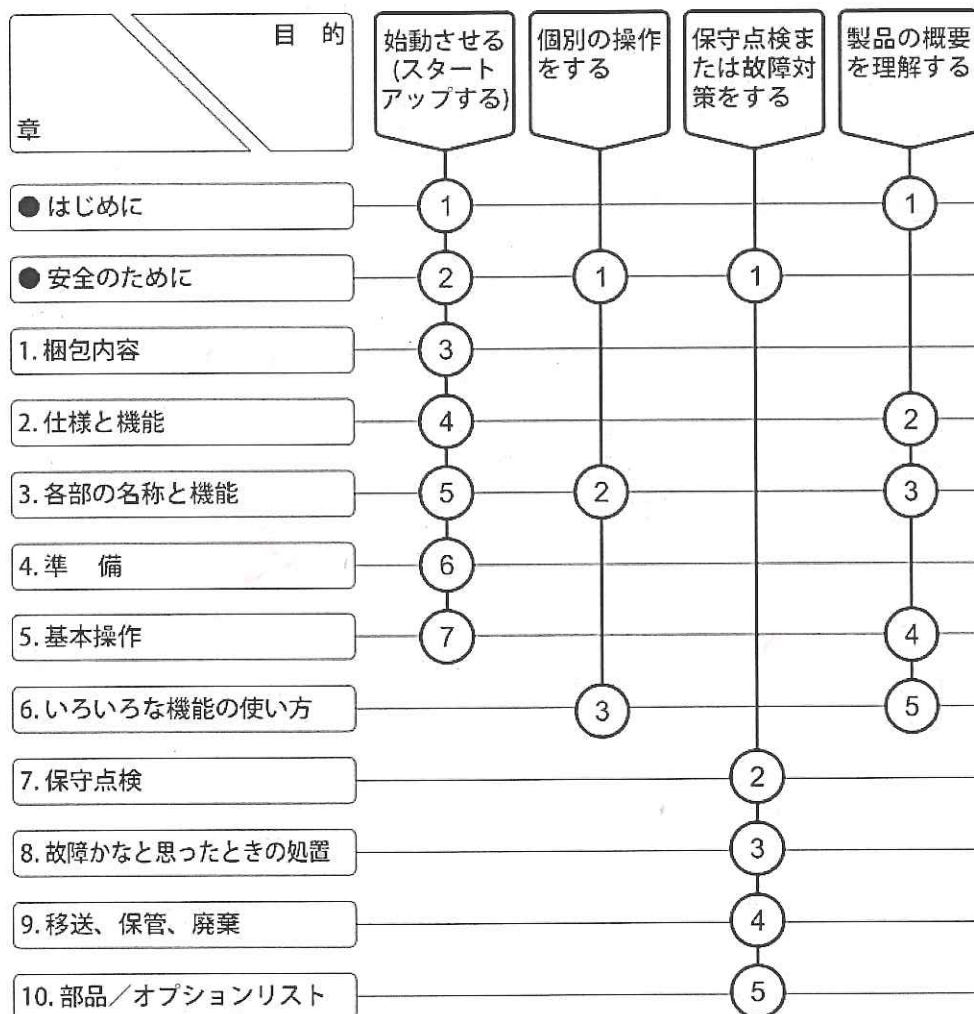 目 的
章
始動させる
(スタート
アップする)
個別の操作
をする
保守点検ま
たは故障対
策をする
製品の概要
を理解する
● はじめに
1
1
● 安全のために
2
1
1
1. 梱包内容
3
2. 仕様と機能
4
2
3. 各部の名称と機能
5
2
3
4. 準 備
6
5. 基本操作
7
4
6. いろいろな機能の使い方
3
5
7. 保守点検
2
8. 故障かなと思ったときの処置
3
9. 移送、保管、廃棄
4
10. 部品／オプションリスト
5